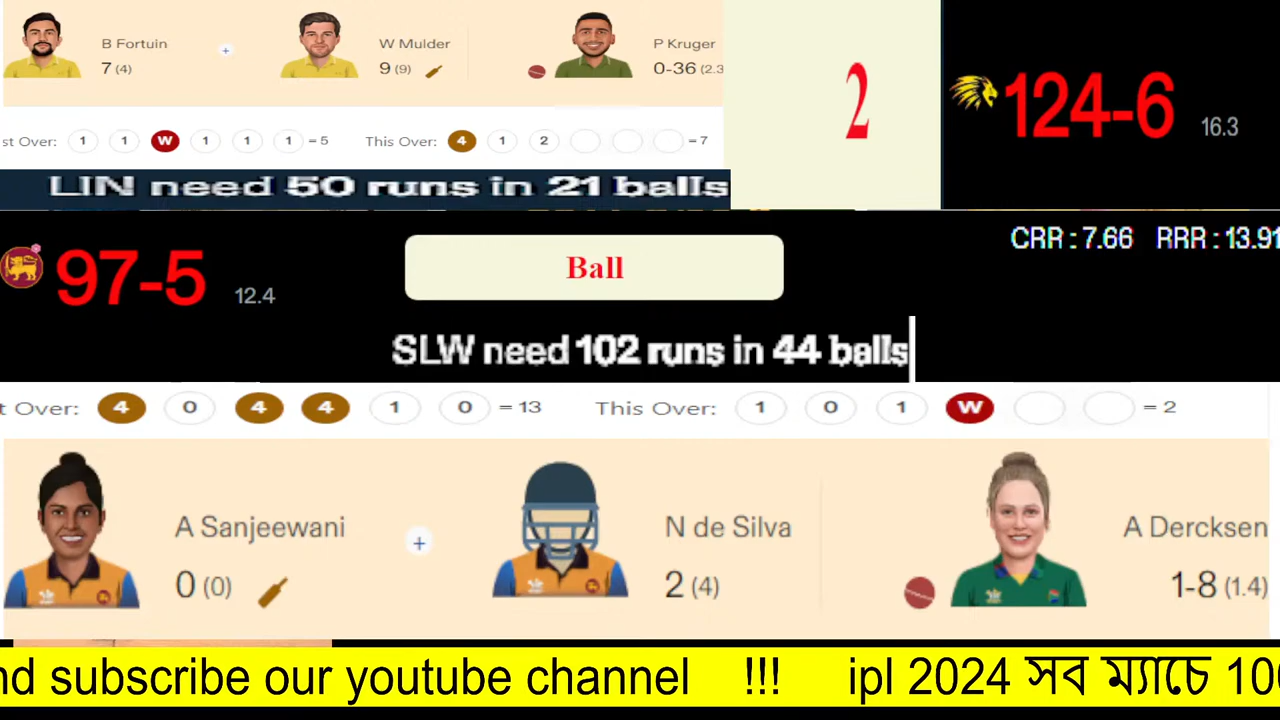 B Fortuin
7 (4)
+
W Mulder
9 (9)
P Kruger
0-36 (2.3
2
124-6 16.3
st Over: 1 1 W 1 1 1 = 5 This Over: 4 1 2 = 7
LIN need 50 runs in 21 balls
97-5 12.4
Ball
CRR : 7.66 RRR : 13.91
SLW need 102 runs in 44 balls
t Over: 4 0 4 4 1 0 = 13 This Over: 1 0 1 W = 2
A Sanjeewani
0 (0)
+
N de Silva
2 (4)
A Dercksen
1-8 (1.4)
nd subscribe our youtube channel !!! ipl 2024 সব ম্যাচে 100